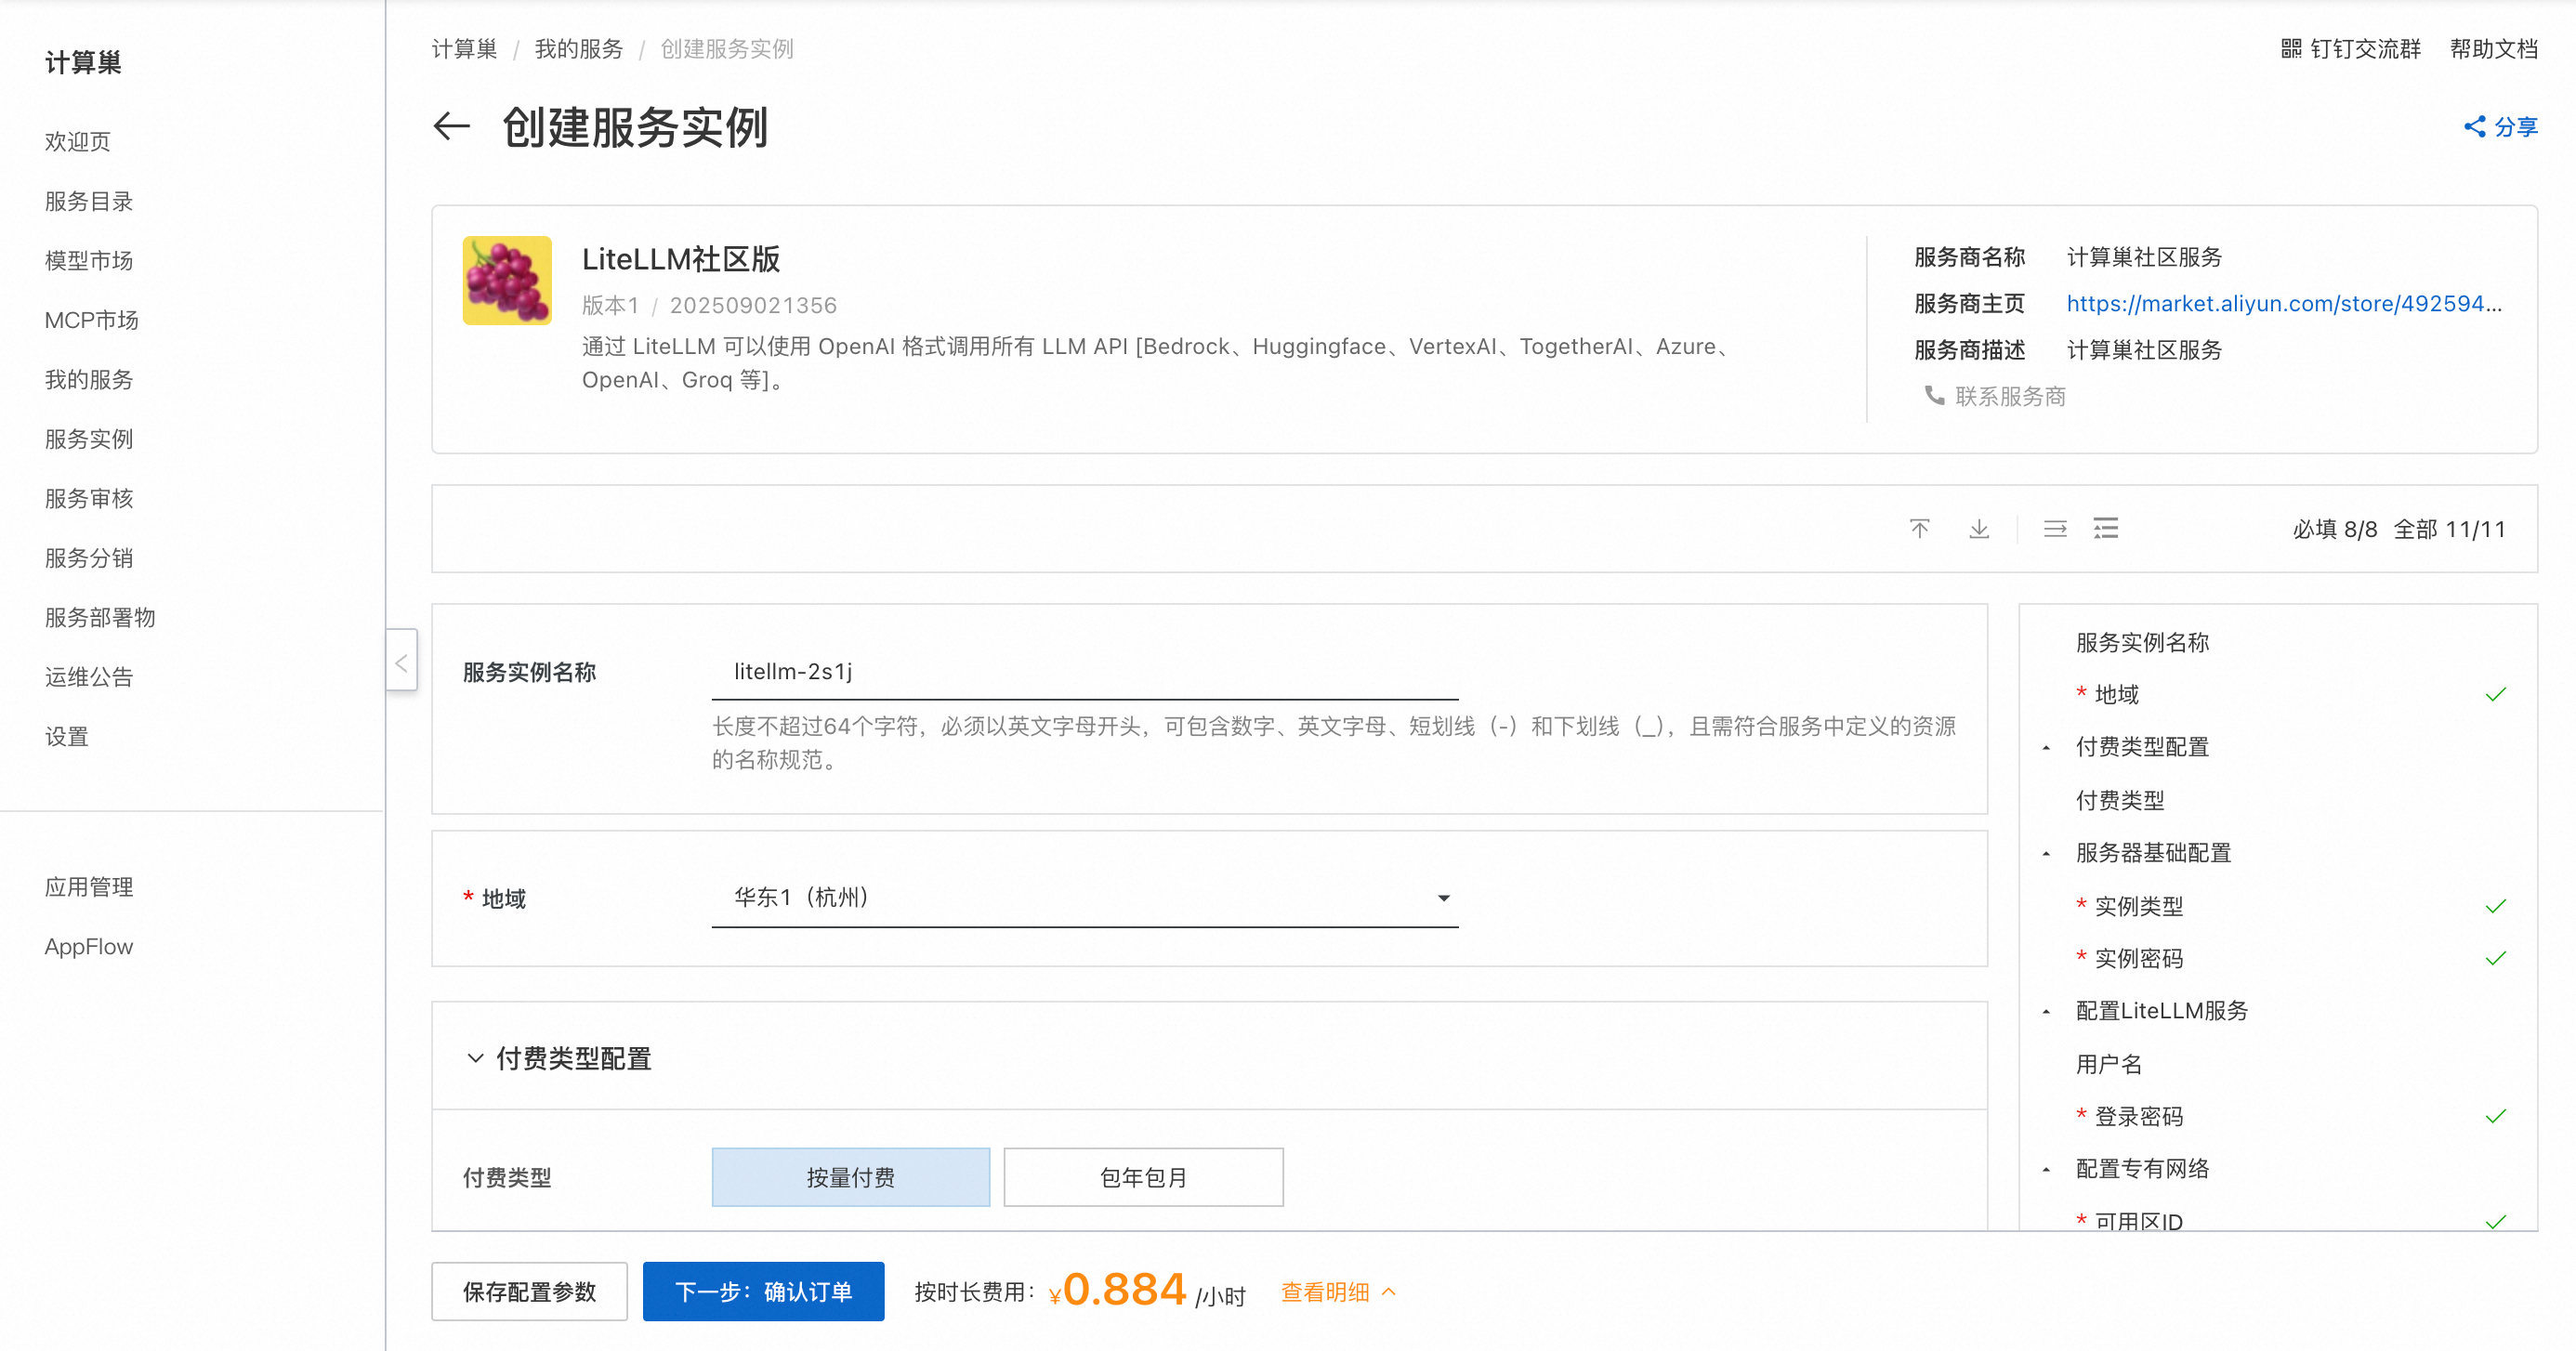 计算巢
欢迎页
服务目录
模型市场
MCP市场
我的服务
服务实例
服务审核
服务分销
服务部署物
运维公告
设置
应用管理
AppFlow
计算巢 / 我的服务 / 创建服务实例
钉钉交流群 帮助文档
创建服务实例
分享
LiteLLM社区版
版本1 / 202509021356
通过 LiteLLM 可以使用 OpenAI 格式调用所有 LLM API [Bedrock、Huggingface、VertexAI、TogetherAI、Azure、
OpenAI、Groq 等]。
服务商名称 计算巢社区服务
服务商主页 https://market.aliyun.com/store/492594...
服务商描述 计算巢社区服务
联系服务商
必填 8/8 全部 11/11
服务实例名称 litellm-2s1j
长度不超过64个字符，必须以英文字母开头，可包含数字、英文字母、短划线（-）和下划线（_），且需符合服务中定义的资源
的名称规范。
* 地域 华东1（杭州）
付费类型配置
付费类型 按量付费 包年包月
服务实例名称
* 地域
付费类型配置
付费类型
服务器基础配置
* 实例类型
* 实例密码
配置LiteLLM服务
用户名
* 登录密码
配置专有网络
* 可用区ID
保存配置参数 下一步：确认订单 按时长费用： ¥0.884 /小时 查看明细